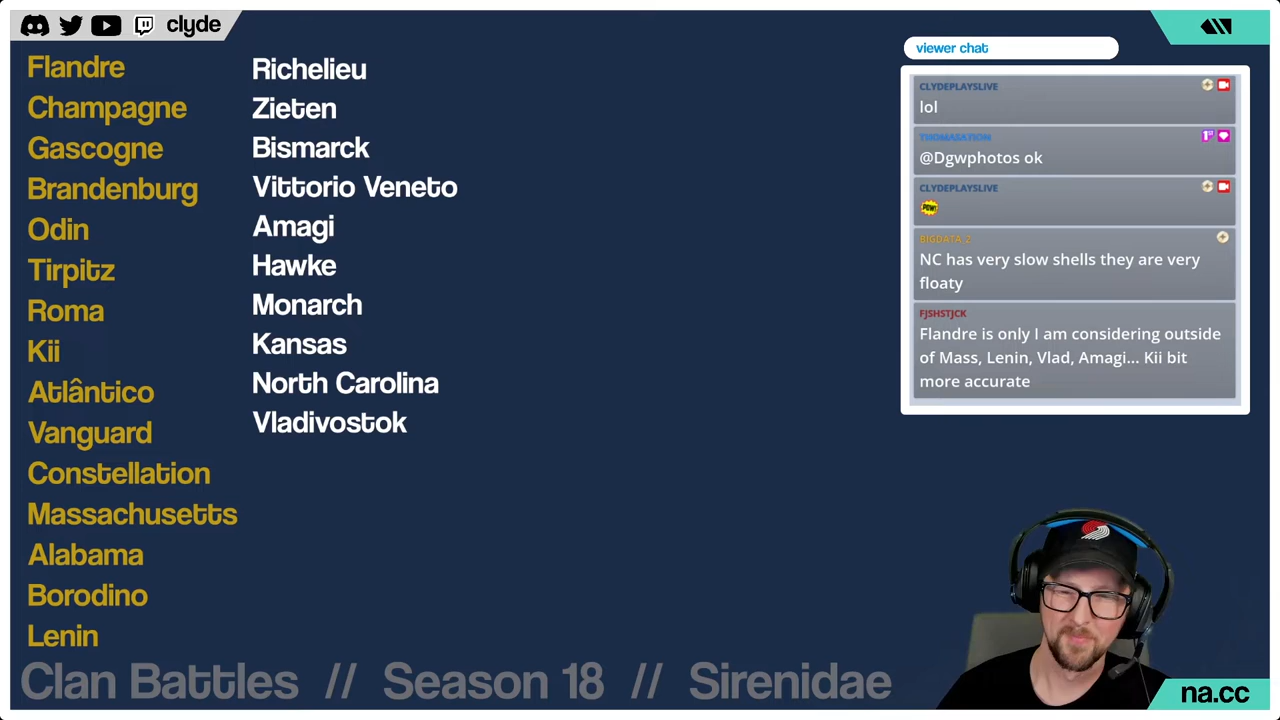 clyde
Flandre
Champagne
Gascogne
Brandenburg
Odin
Tirpitz
Roma
Kii
Atlântico
Vanguard
Constellation
Massachusetts
Alabama
Borodino
Lenin
Richelieu
Zieten
Bismarck
Vittorio Veneto
Amagi
Hawke
Monarch
Kansas
North Carolina
Vladivostok
viewer chat
CLYDEPLAYSLIVE
lol
THOMASATION
@Dgwphotos ok
CLYDEPLAYSLIVE
POW!
BIGDATA_Z
NC has very slow shells they are very
floaty
FJSHSTJCK
Flandre is only I am considering outside
of Mass, Lenin, Vlad, Amagi... Kii bit
more accurate
Clan Battles // Season 18 // Sirenidae
na.cc